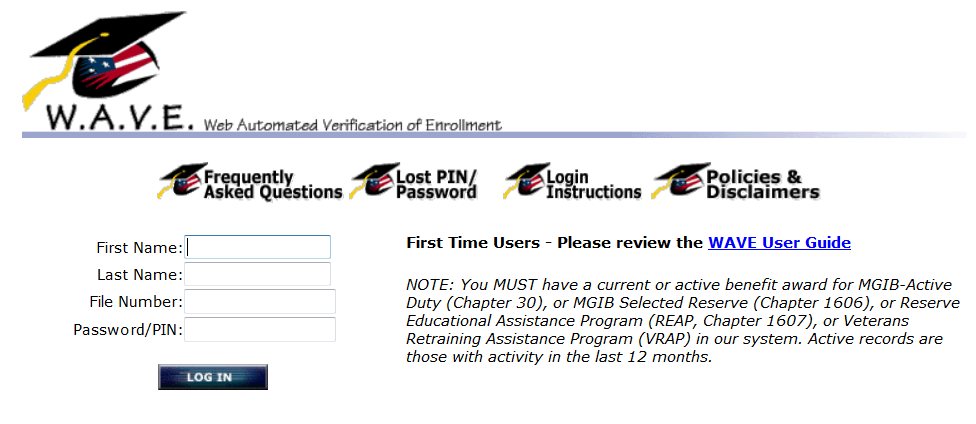 W.A.V.E. Web Automated Verification of Enrollment
Frequently Asked Questions
Lost PIN/ Password
Login Instructions
Policies & Disclaimers
First Name:
Last Name:
File Number:
Password/PIN:
LOG IN
First Time Users - Please review the WAVE User Guide
NOTE: You MUST have a current or active benefit award for MGIB-Active
Duty (Chapter 30), or MGIB Selected Reserve (Chapter 1606), or Reserve
Educational Assistance Program (REAP, Chapter 1607), or Veterans
Retraining Assistance Program (VRAP) in our system. Active records are
those with activity in the last 12 months.